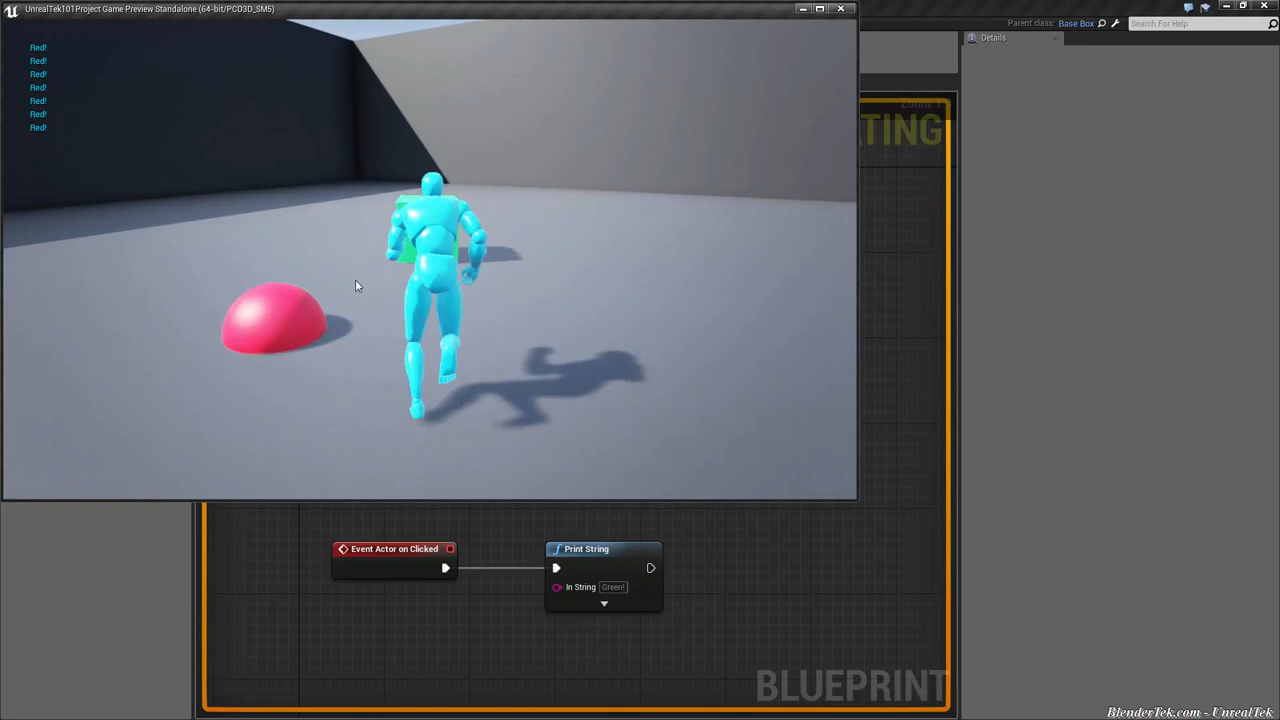 UnrealTek101Project Game Preview Standalone (64-bit/PCD3D_SM5)
Parent class: Base Box
Search For Help
Details
Red!
Red!
Red!
Red!
Red!
Red!
Red!
ATING
Event Actor on Clicked
Print String
In String Green!
BLUEPRINT
BlenderTek.com - UnrealTek